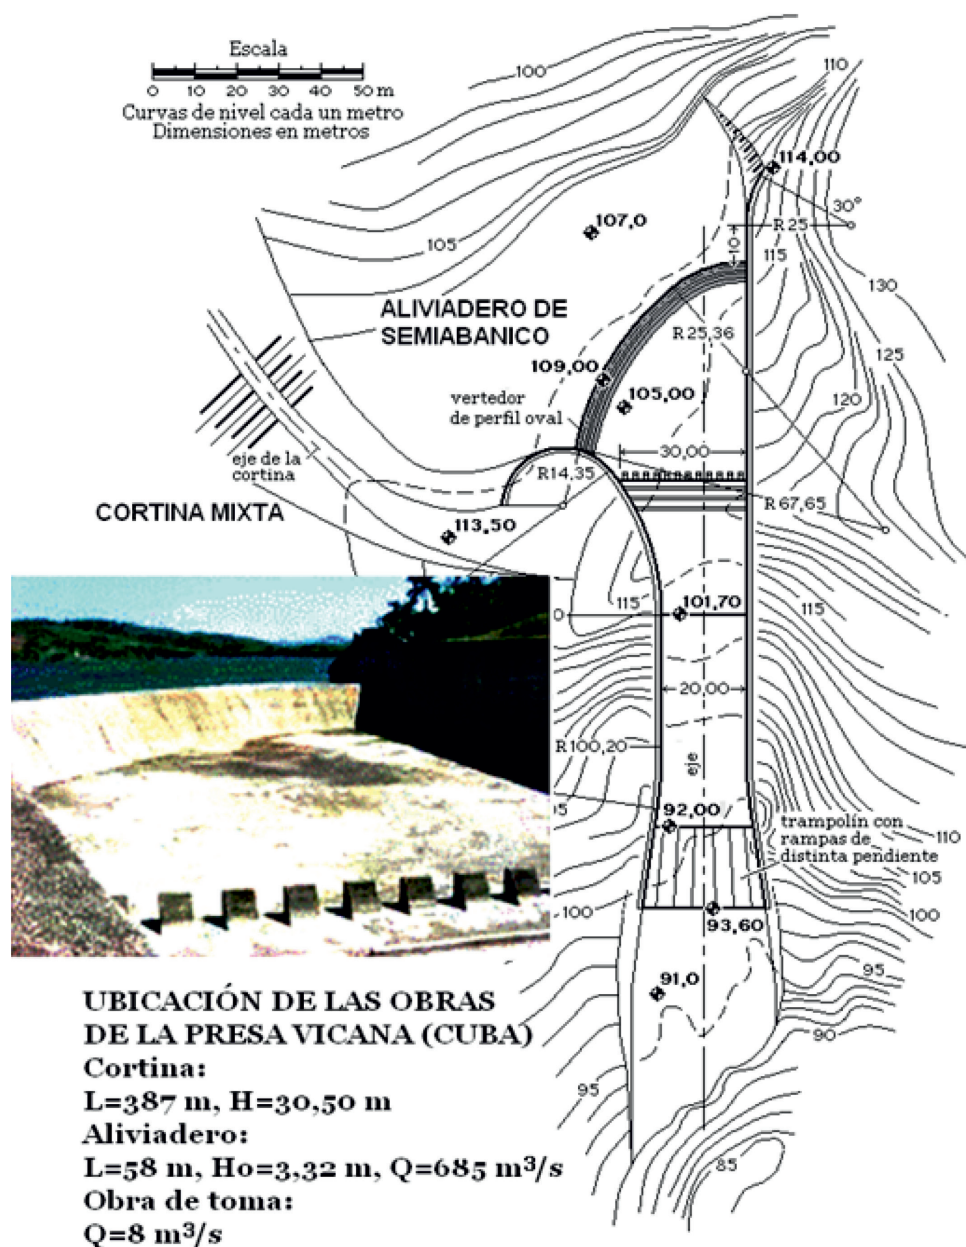 Escala
0 10 20 30 40 50 m
Curvas de nivel cada un metro
Dimensiones en metros
100
110
114,00
30°
107,0
R 25
10
105
115
130
ALIVIADERO DE
SEMIABANICO
R 25,36
125
109,00
105,00
120
vertedor
de perfil oval
30,00
eje de la
cortina
R 14,35
CORTINA MIXTA
R 67,65
113,50
115
101,70
115
20,00
R 100,20
eje
92,00
trampolín con
rampas de
distinta pendiente
110
105
100
100
93,60
95
91,0
90
95
85
UBICACIÓN DE LAS OBRAS
DE LA PRESA VICANA (CUBA)
Cortina:
L=387 m, H=30,50 m
Aliviadero:
L=58 m, Ho=3,32 m, Q=685 m³/s
Obra de toma:
Q=8 m³/s